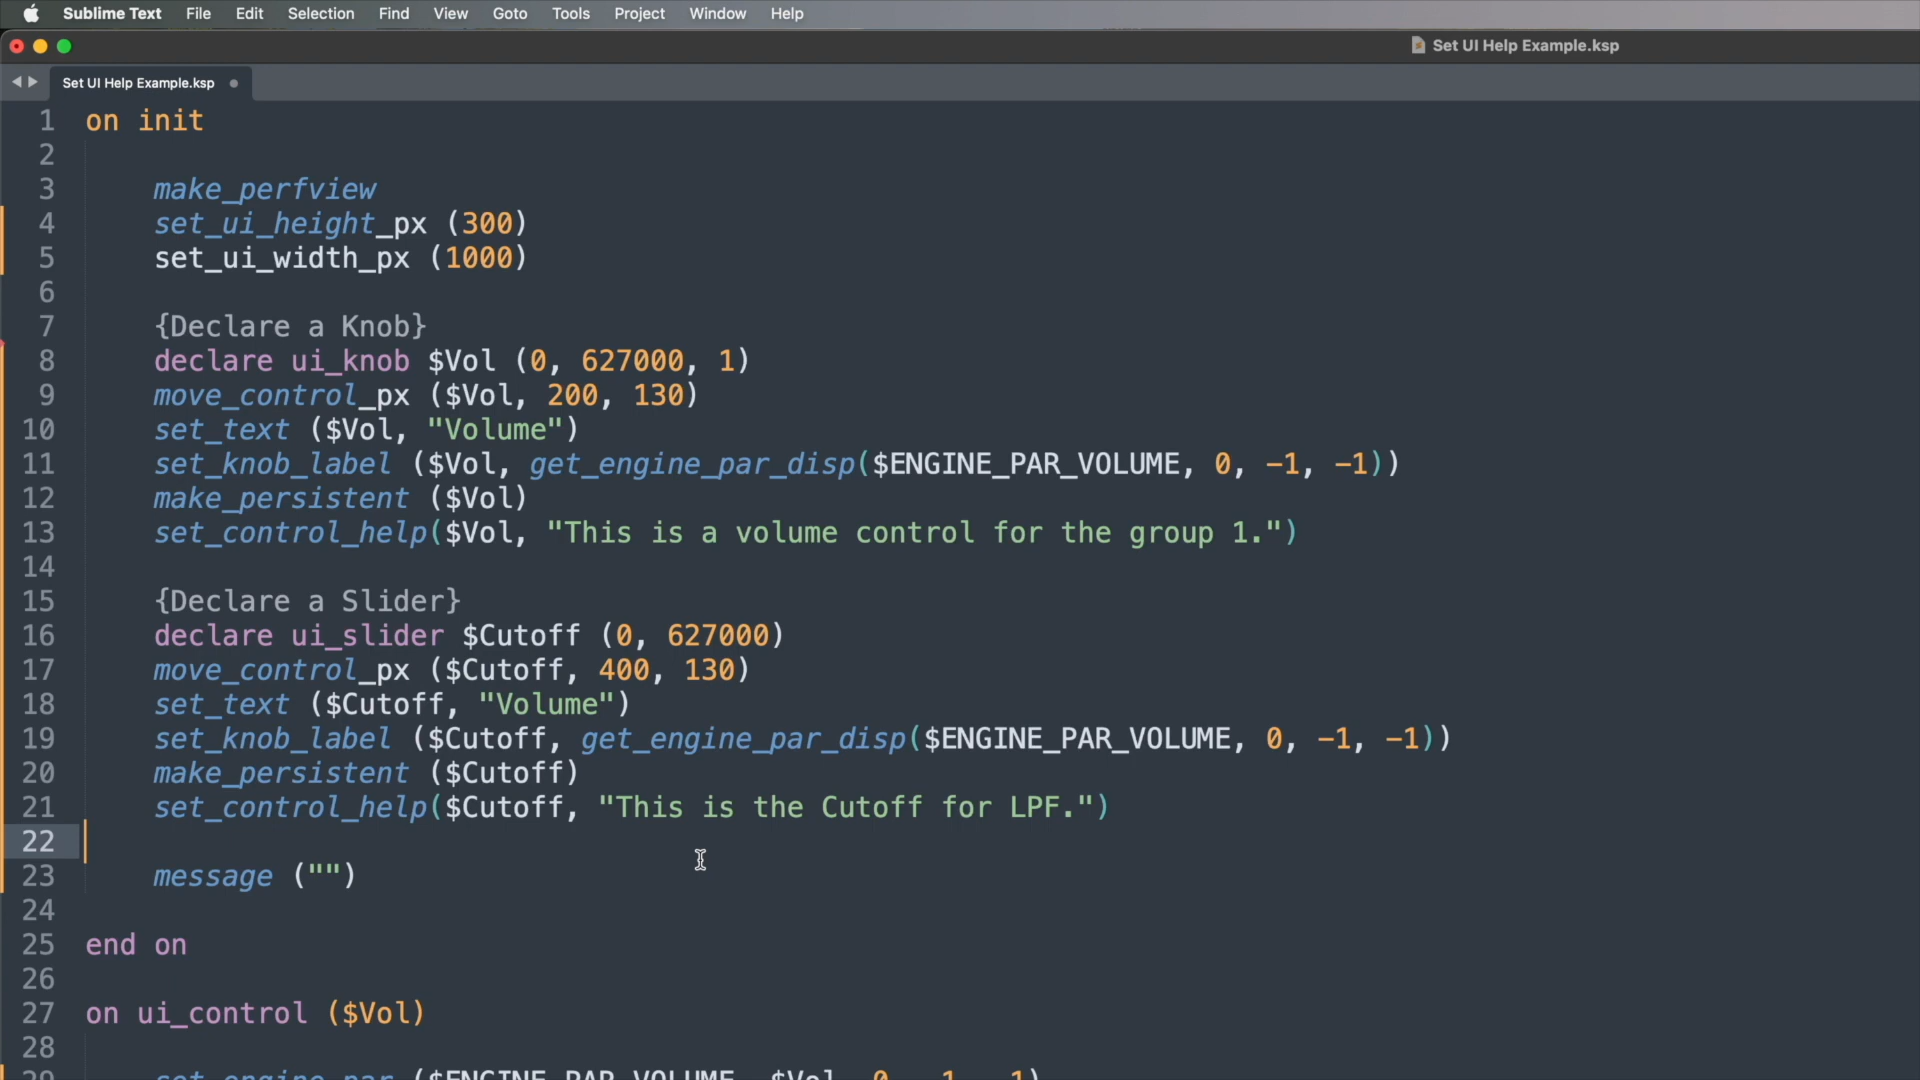 Sublime Text File Edit Selection Find View Goto Tools Project Window Help
Set UI Help Example.ksp
Set UI Help Example.ksp
1 on init
2
3 make_perfview
4 set_ui_height_px (300)
5 set_ui_width_px (1000)
6
7 {Declare a Knob}
8 declare ui_knob $Vol (0, 627000, 1)
9 move_control_px ($Vol, 200, 130)
10 set_text ($Vol, "Volume")
11 set_knob_label ($Vol, get_engine_par_disp($ENGINE_PAR_VOLUME, 0, -1, -1))
12 make_persistent ($Vol)
13 set_control_help($Vol, "This is a volume control for the group 1.")
14
15 {Declare a Slider}
16 declare ui_slider $Cutoff (0, 627000)
17 move_control_px ($Cutoff, 400, 130)
18 set_text ($Cutoff, "Volume")
19 set_knob_label ($Cutoff, get_engine_par_disp($ENGINE_PAR_VOLUME, 0, -1, -1))
20 make_persistent ($Cutoff)
21 set_control_help($Cutoff, "This is the Cutoff for LPF.")
22
23 message ("")
24
25 end on
26
27 on ui_control ($Vol)
28
29 set_engine_par ($ENGINE_PAR_VOLUME, $Vol, 0, -1, -1)